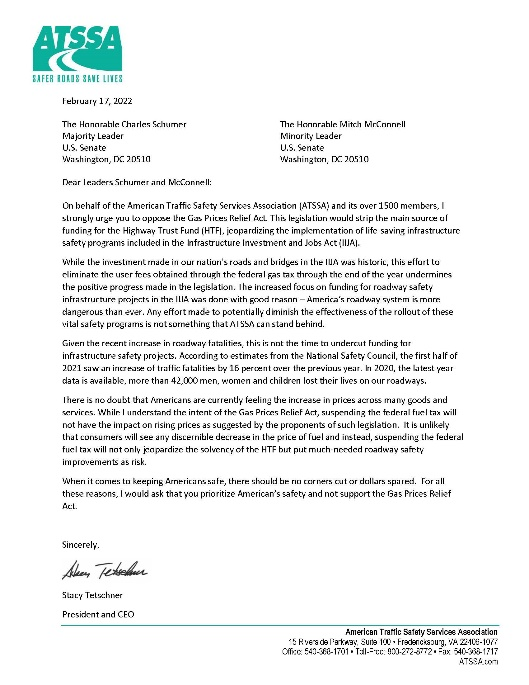 ATSSA
SAFER ROADS SAVE LIVES
February 17, 2022
The Honorable Charles Schumer
Majority Leader
U.S. Senate
Washington, DC 20510
The Honorable Mitch McConnell
Minority Leader
U.S. Senate
Washington, DC 20510
Dear Leaders Schumer and McConnell:
On behalf of the American Traffic Safety Services Association (ATSSA) and its over 1500 members, I
strongly urge you to oppose the Gas Prices Relief Act. This legislation would strip the main source of
funding for the Highway Trust Fund (HTF), jeopardizing the implementation of life-saving infrastructure
safety programs included in the Infrastructure Investment and Jobs Act (IIJA).
While the investment made in our nation's roads and bridges in the IIJA was historic, this effort to
eliminate the user fees obtained through the federal gas tax through the end of the year undermines
the positive progress made in the legislation. The increased focus on funding for roadway safety
infrastructure projects in the IIJA was done with good reason – America's roadway system is more
dangerous than ever. Any effort made to potentially diminish the effectiveness of the rollout of these
vital safety programs is not something that ATSSA can stand behind.
Given the recent increase in roadway fatalities, this is not the time to undercut funding for
infrastructure safety projects. According to estimates from the National Safety Council, the first half of
2021 saw an increase of traffic fatalities by 16 percent over the previous year. In 2020, the latest year
data is available, more than 42,000 men, women and children lost their lives on our roadways.
There is no doubt that Americans are currently feeling the increase in prices across many goods and
services. While I understand the intent of the Gas Prices Relief Act, suspending the federal fuel tax will
not have the impact on rising prices as suggested by the proponents of such legislation. It is unlikely
that consumers will see any discernible decrease in the price of fuel and instead, suspending the federal
fuel tax will not only jeopardize the solvency of the HTF but put much-needed roadway safety
improvements as risk.
When it comes to keeping Americans safe, there should be no corners cut or dollars spared. For all
these reasons, I would ask that you prioritize American's safety and not support the Gas Prices Relief
Act.
Sincerely,
Stacy Tetschner
Stacy Tetschner
President and CEO
American Traffic Safety Services Association
15 Riverside Parkway, Suite 100 • Fredericksburg, VA 22406-1077
Office: 540-368-1701 • Toll-Free: 800-272-8772 • Fax: 540-368-1717
ATSSA.com